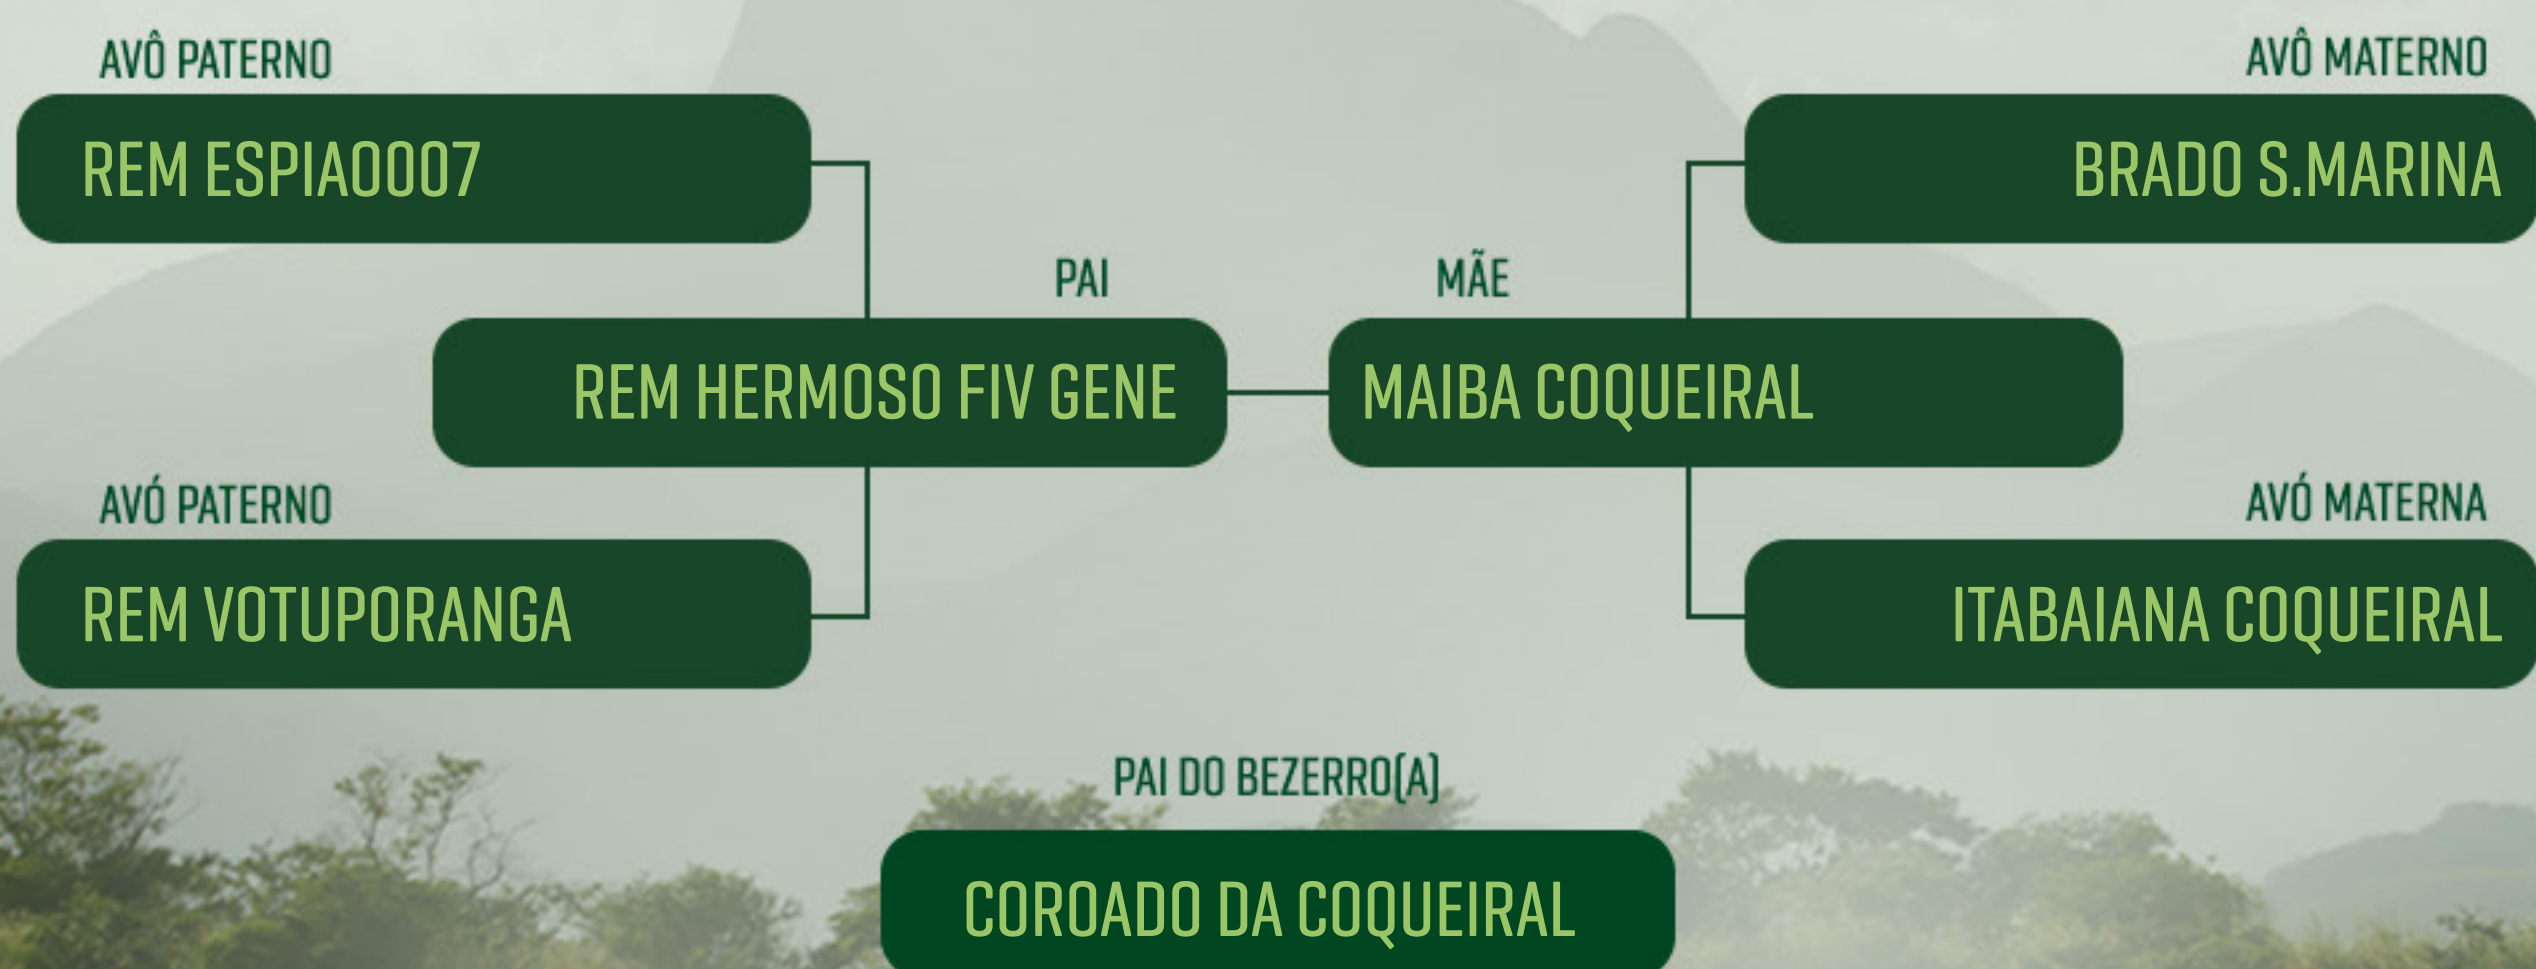 AVÔ PATERNO
REM ESPIAO007
PAI
REM HERMOSO FIV GENE
AVÓ PATERNO
REM VOTUPORANGA
AVÔ MATERNO
BRADO S.MARINA
MÃE
MAIBA COQUEIRAL
AVÓ MATERNA
ITABAIANA COQUEIRAL
PAI DO BEZERRO(A)
COROADO DA COQUEIRAL